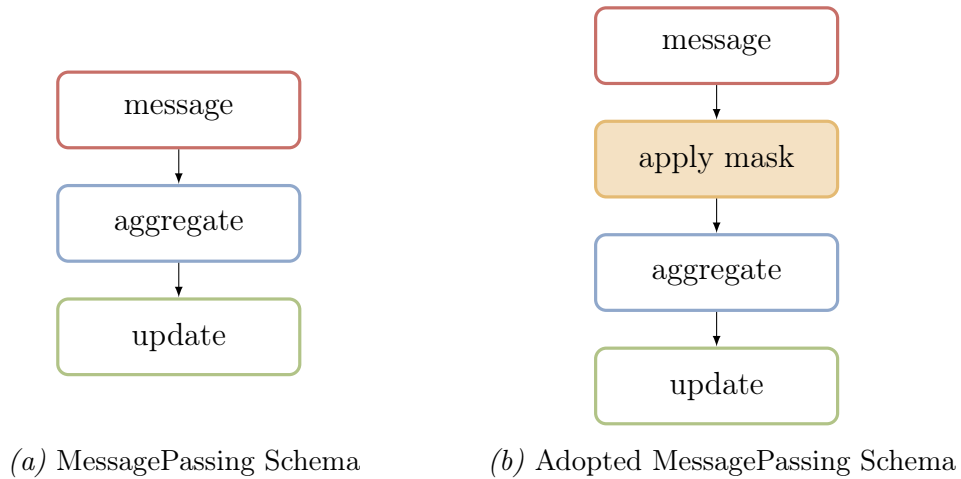 message
aggregate
update
(a) MessagePassing Schema
message
apply mask
aggregate
update
(b) Adopted MessagePassing Schema